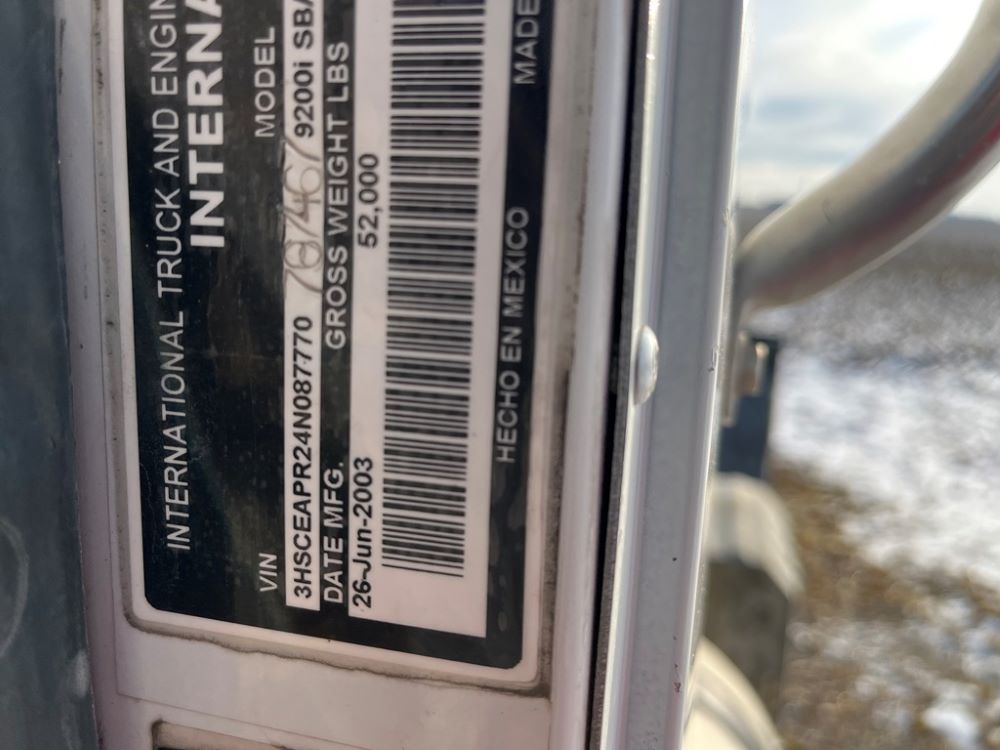 INTERNATIONAL TRUCK AND ENGIN
INTERNA
VIN MODEL
3HSCEAPR24N087770 9200i SBA
DATE MFG. GROSS WEIGHT LBS
26-Jun-2003 52,000
HECHO EN MEXICO MADE